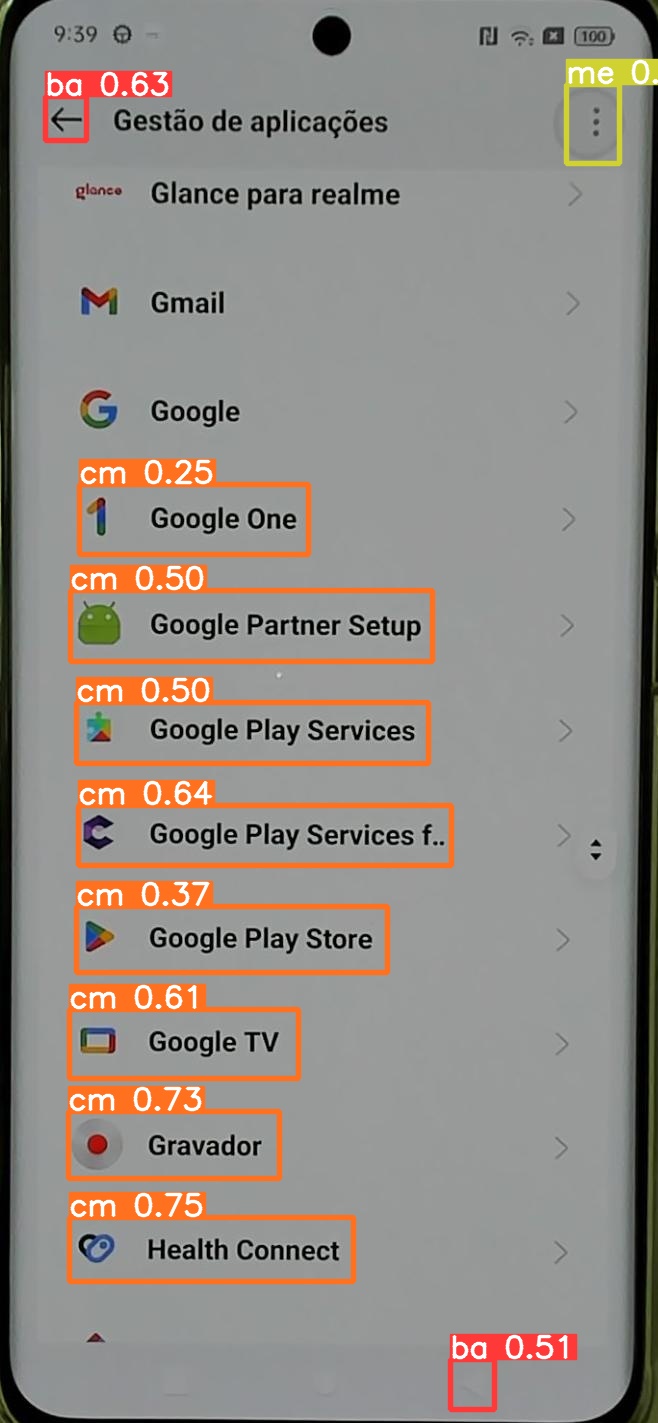 9:39
100
ba 0.63
me 0.
Gestão de aplicações
glance
Glance para realme
Gmail
Google
cm 0.25
Google One
cm 0.50
Google Partner Setup
cm 0.50
Google Play Services
cm 0.64
Google Play Services f..
cm 0.37
Google Play Store
cm 0.61
Google TV
cm 0.73
Gravador
cm 0.75
Health Connect
ba 0.51